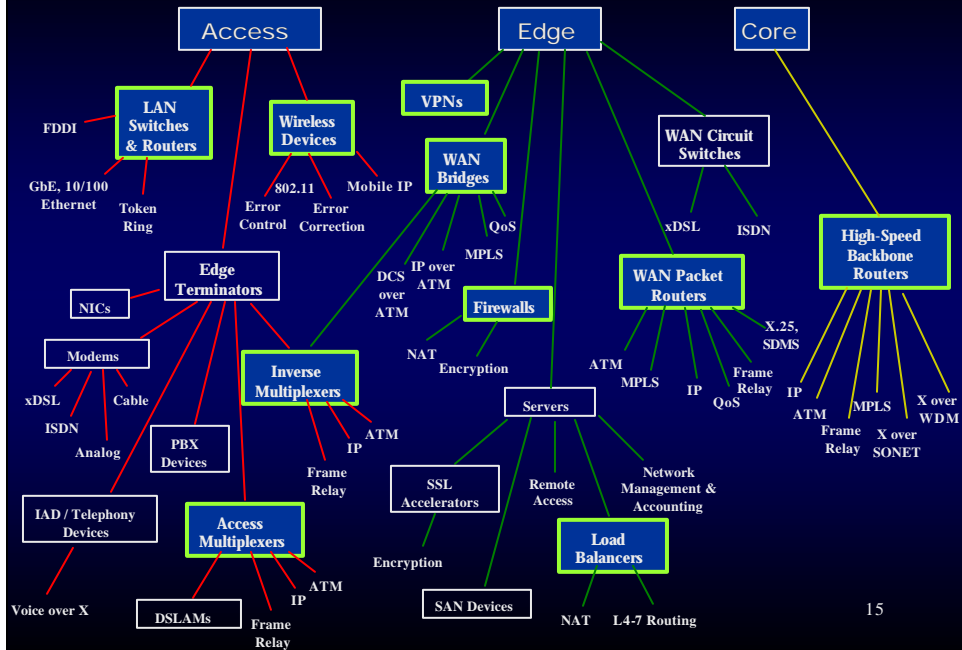 Access
Edge
Core
LAN
Switches
& Routers
FDDI
GbE, 10/100
Ethernet
Token
Ring
Wireless
Devices
802.11
Error
Control
Error
Correction
Mobile IP
VPNs
WAN
Bridges
DCS
over
ATM
IP over
ATM
MPLS
QoS
WAN Circuit
Switches
xDSL
ISDN
High-Speed
Backbone
Routers
IP
ATM
Frame
Relay
MPLS
X over
SONET
X over
WDM
Edge
Terminators
NICs
Modems
xDSL
ISDN
Analog
Cable
PBX
Devices
IAD / Telephony
Devices
Voice over X
Inverse
Multiplexers
Frame
Relay
IP
ATM
Access
Multiplexers
DSLAMs
Frame
Relay
IP
ATM
Firewalls
NAT
Encryption
WAN Packet
Routers
ATM
MPLS
IP
QoS
Frame
Relay
X.25,
SDMS
Servers
SSL
Accelerators
Encryption
Remote
Access
Network
Management &
Accounting
SAN Devices
Load
Balancers
NAT
L4-7 Routing
15